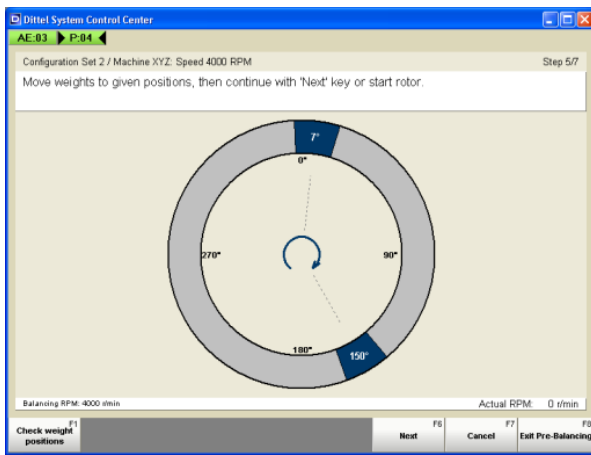 Dittel System Control Center
AE:03 P:04
Configuration Set 2 / Machine XYZ: Speed 4000 RPM Step 5/7
Move weights to given positions, then continue with 'Next' key or start rotor.
7°
0°
270° 90°
180°
150°
Balancing RPM: 4000 r/min Actual RPM: 0 r/min
F1 F6 F7 F8
Check weight positions Next Cancel Exit Pre-Balancing